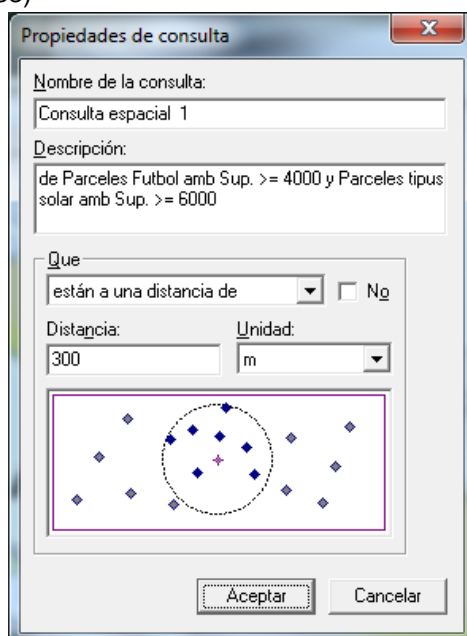 Propiedades de consulta
Nombre de la consulta:
Consulta espacial 1
Descripción:
de Parceles Futbol amb Sup. >= 4000 y Parceles tipus
solar amb Sup. >= 6000
Que
están a una distancia de
No
Distancia:
Unidad:
300
m
Aceptar
Cancelar